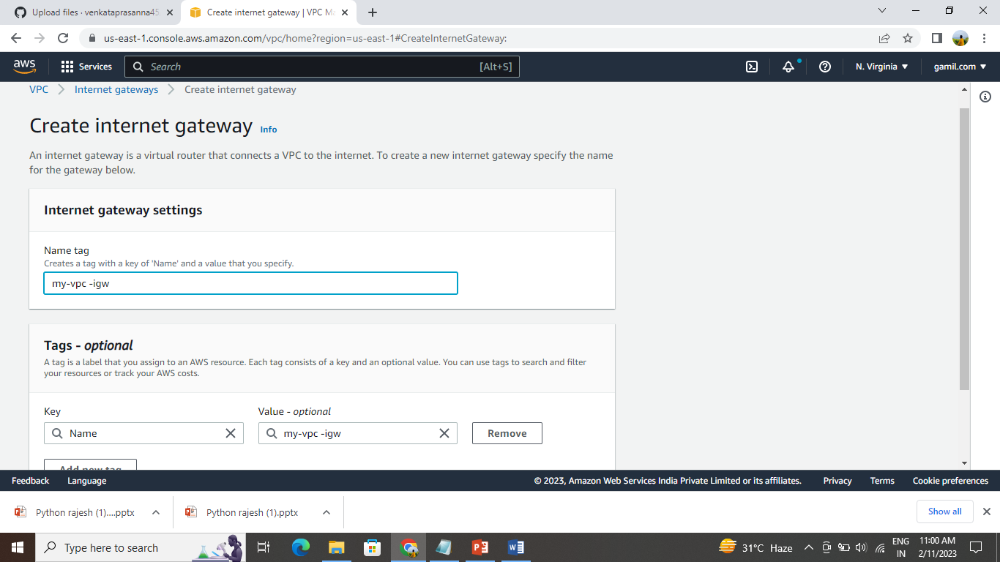 Upload files · venkataprasanna45
Create internet gateway | VPC Ma
us-east-1.console.aws.amazon.com/vpc/home?region=us-east-1#CreateInternetGateway:
aws Services Search [Alt+S] N. Virginia gamil.com
VPC Internet gateways Create internet gateway
Create internet gateway Info
An internet gateway is a virtual router that connects a VPC to the internet. To create a new internet gateway specify the name
for the gateway below.
Internet gateway settings
Name tag
Creates a tag with a key of 'Name' and a value that you specify.
my-vpc -igw
Tags - optional
A tag is a label that you assign to an AWS resource. Each tag consists of a key and an optional value. You can use tags to search and filter
your resources or track your AWS costs.
Key Value - optional
Name my-vpc -igw Remove
Add new tag
Feedback Language © 2023, Amazon Web Services India Private Limited or its affiliates. Privacy Terms Cookie preferences
Python rajesh (1)....pptx Python rajesh (1).pptx Show all
Type here to search 31°C Haze ENG 11:00 AM
IN 2/11/2023